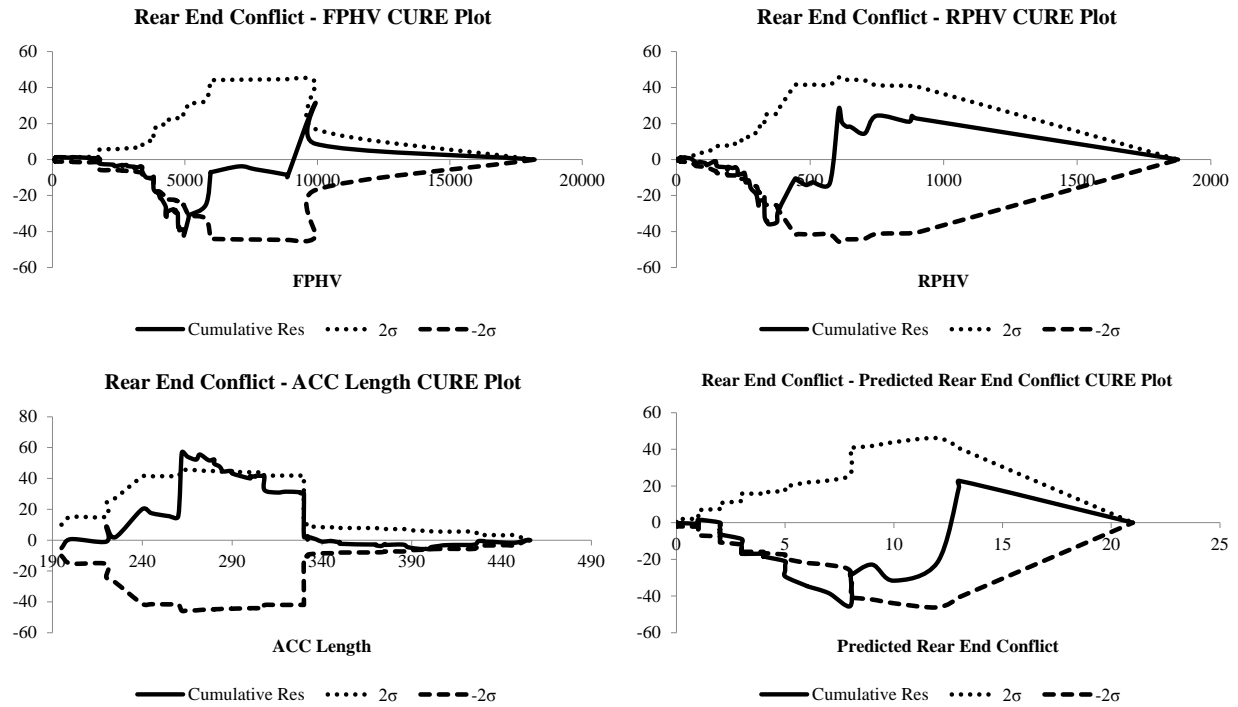 Rear End Conflict - FPHV CURE Plot
60
40
20
0
-20
-40
-60
0 5000 10000 15000 20000
FPHV
Cumulative Res 2σ -2σ
Rear End Conflict - RPHV CURE Plot
60
40
20
0
-20
-40
-60
0 500 1000 1500 2000
RPHV
Cumulative Res 2σ -2σ
Rear End Conflict - ACC Length CURE Plot
80
60
40
20
0
-20
-40
-60
190 240 290 340 390 440 490
ACC Length
Cumulative Res 2σ -2σ
Rear End Conflict - Predicted Rear End Conflict CURE Plot
60
40
20
0
-20
-40
-60
0 5 10 15 20 25
Predicted Rear End Conflict
Cumulative Res 2σ -2σ